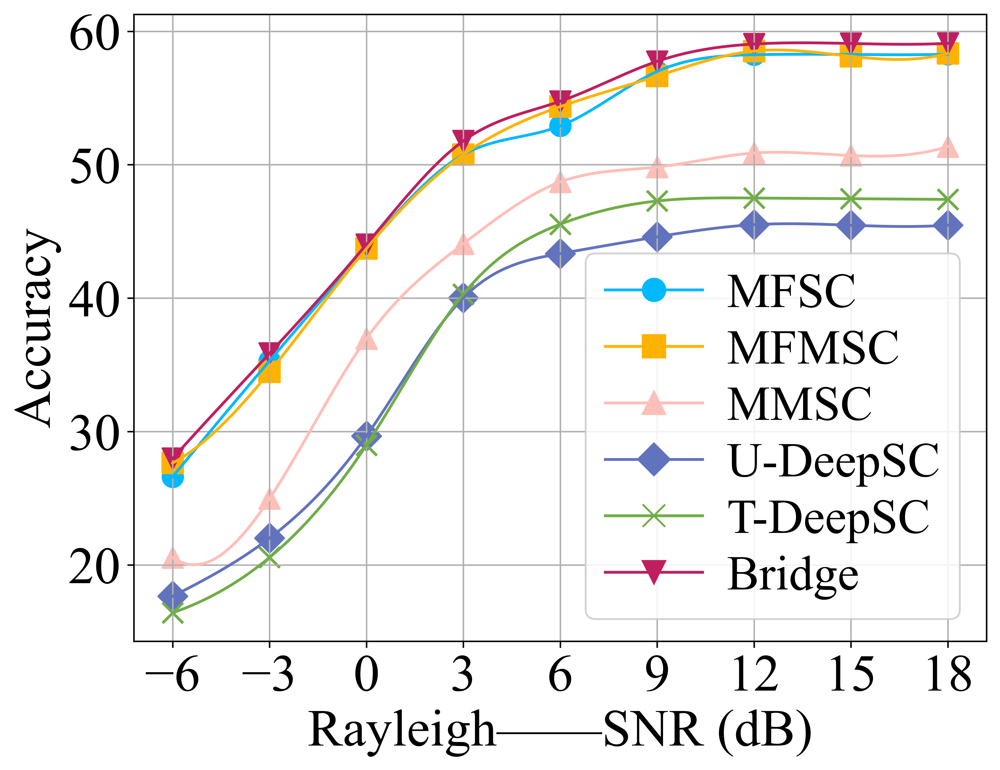 60
50
40
30
20
Accuracy
MFSC
MFMSC
MMSC
U-DeepSC
T-DeepSC
Bridge
−6 −3 0 3 6 9 12 15 18
Rayleigh——SNR (dB)